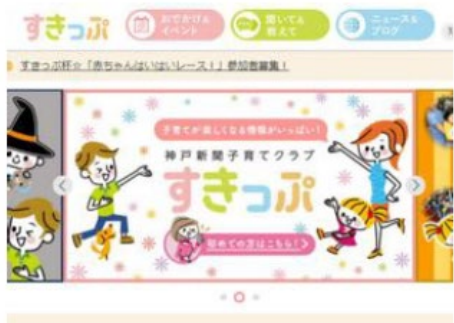 すきっぷ
おでかけ&
イベント
聞いて&
教えて
ニュース&
ブログ
すきっぷ杯☆「赤ちゃんはいはいレース！」参加者募集！
子育てが楽しくなる情報がいっぱい！
神戸新聞子育てクラブ
すきっぷ
初めての方はこちら！